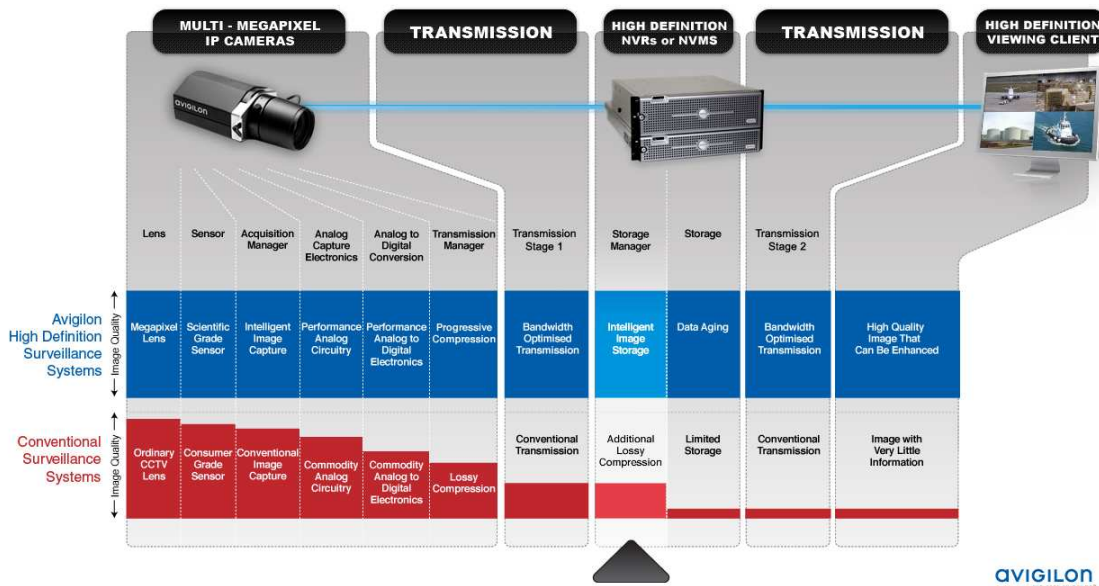 MULTI - MEGAPIXEL
IP CAMERAS
TRANSMISSION
HIGH DEFINITION
NVRs or NVMS
TRANSMISSION
HIGH DEFINITION
VIEWING CLIENT
avigilon
Lens
Sensor
Acquisition
Manager
Analog
Capture
Electronics
Analog to
Digital
Conversion
Transmission
Manager
Transmission
Stage 1
Storage
Manager
Storage
Transmission
Stage 2
Avigilon
High Definition
Surveillance
Systems
Image Quality
Megapixel
Lens
Scientific
Grade
Sensor
Intelligent
Image
Capture
Performance
Analog
Circuitry
Performance
Analog to
Digital
Electronics
Progressive
Compression
Bandwidth
Optimised
Transmission
Intelligent
Image
Storage
Data Aging
Bandwidth
Optimised
Transmission
High Quality
Image That
Can Be Enhanced
Conventional
Surveillance
Systems
Image Quality
Ordinary
CCTV
Lens
Consumer
Grade
Sensor
Conventional
Image
Capture
Commodity
Analog
Circuitry
Commodity
Analog to
Digital
Electronics
Lossy
Compression
Conventional
Transmission
Additional
Lossy
Compression
Limited
Storage
Conventional
Transmission
Image with
Very Little
Information
avigilon